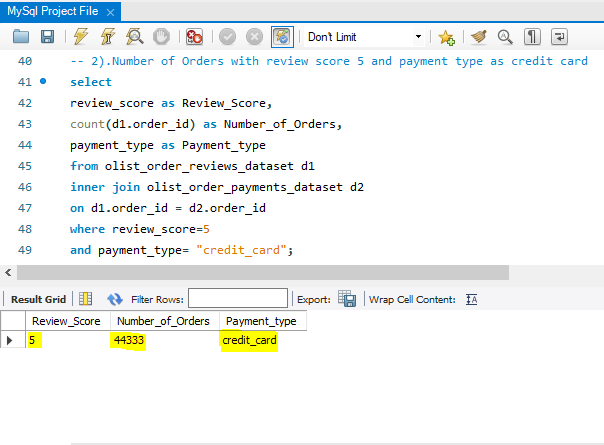 MySql Project File ×
Don't Limit
40 -- 2).Number of Orders with review score 5 and payment type as credit card
41 select
42 review_score as Review_Score,
43 count(d1.order_id) as Number_of_Orders,
44 payment_type as Payment_type
45 from olist_order_reviews_dataset d1
46 inner join olist_order_payments_dataset d2
47 on d1.order_id = d2.order_id
48 where review_score=5
49 and payment_type= "credit_card";
Result Grid Filter Rows: Export: Wrap Cell Content:
Review_Score Number_of_Orders Payment_type
5 44333 credit_card